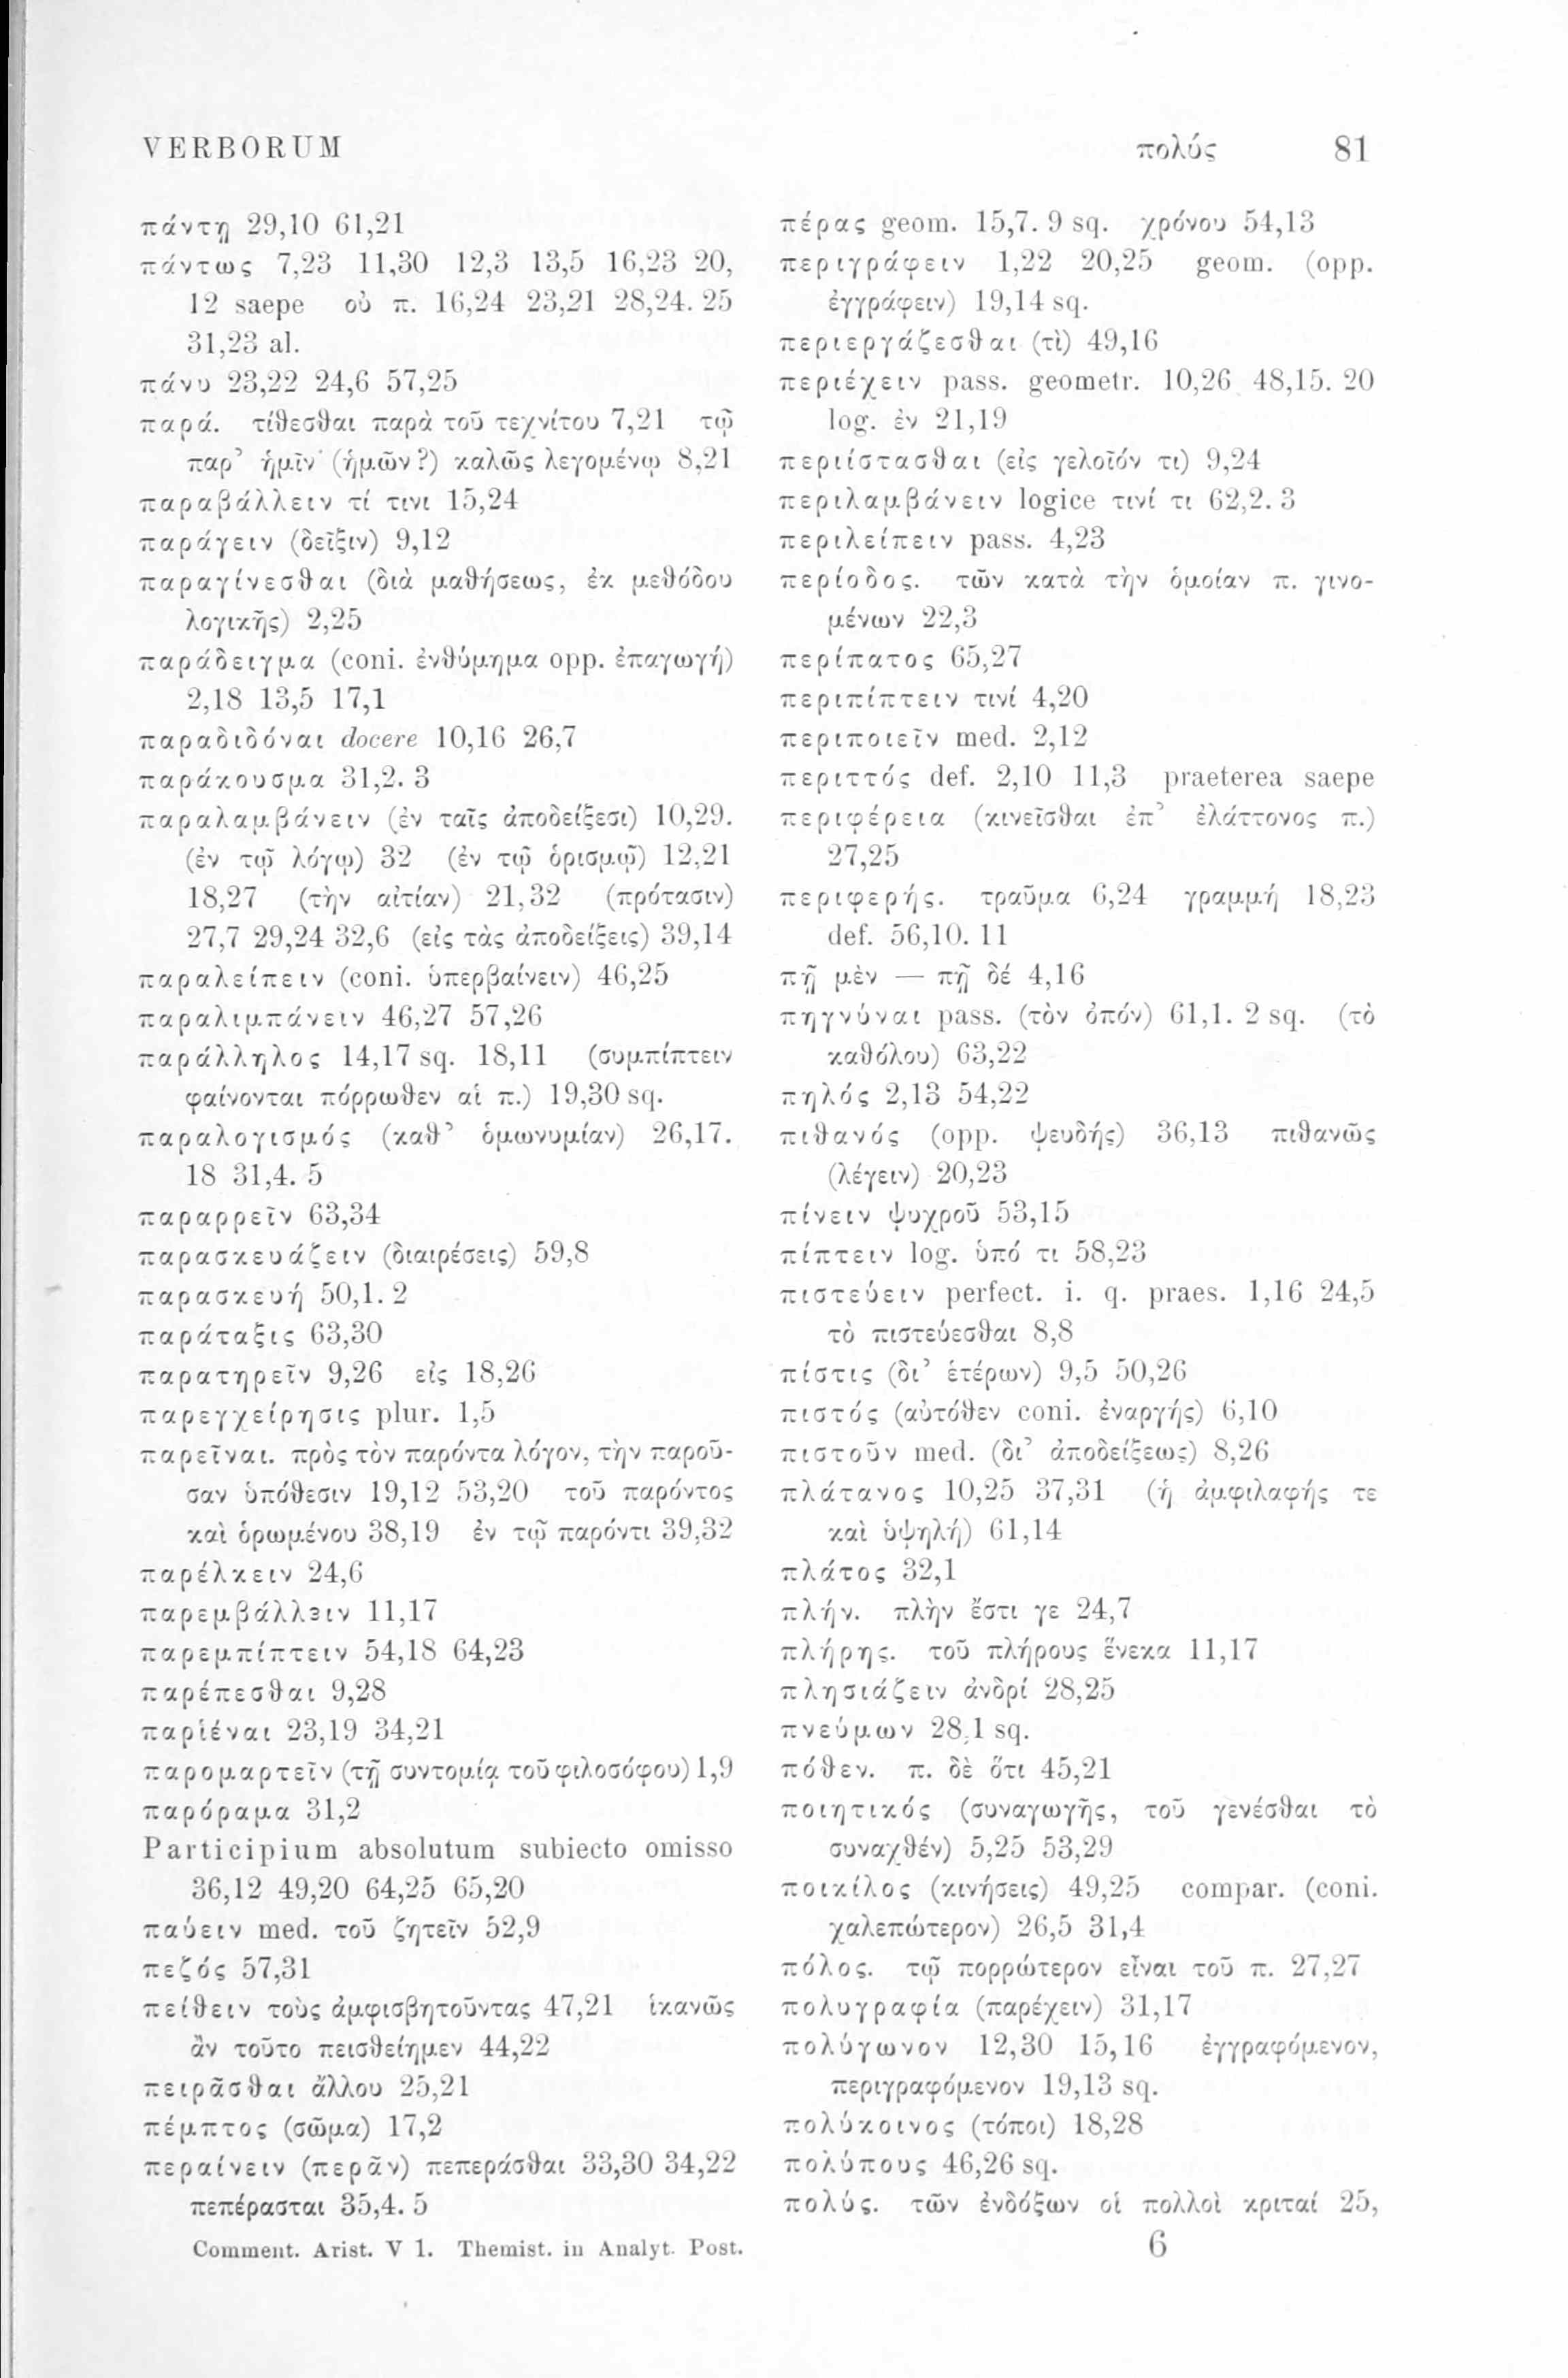 VERBORUM πολύς 81
πάντῃ 29,10 61,21
πάντως 7,23 11,30 12,3 13,5 16,23 20,
12 saepe οὐ π. 16,24 23,21 28,24. 25
31,23 al.
πάνυ 23,22 24,6 57,25
παρά. τίθεσθαι παρὰ τοῦ τεχνίτου 7,21 τῷ
παρ’ ἡμῖν (ἡμῶν?) καλῶς λεγομένῳ 8,21
παραβάλλειν τί τινι 15,24
παράγειν (δεῖξιν) 9,12
παραγίνεσθαι (διὰ μαθήσεως, ἐκ μεθόδου
λογικῆς) 2,25
παράδειγμα (coni. ἐνθύμημα opp. ἐπαγωγή)
2,18 13,5 17,1
παραδιδόναι docere 10,16 26,7
παράκουσμα 31,2. 3
παραλαμβάνειν (ἐν ταῖς ἀποδείξεσι) 10,29.
(ἐν τῷ λόγῳ) 32 (ἐν τῷ ὁρισμῷ) 12,21
18,27 (τὴν αἰτίαν) 21,32 (πρότασιν)
27,7 29,24 32,6 (εἰς τὰς ἀποδείξεις) 39,14
παραλείπειν (coni. ὑπερβαίνειν) 46,25
παραλιμπάνειν 46,27 57,26
παράλληλος 14,17 sq. 18,11 (συμπίπτειν
φαίνονται πόρρωθεν αἱ π.) 19,30 sq.
παραλογισμός (καθ’ ὁμωνυμίαν) 26,17.
18 31,4. 5
παραρρεῖν 63,34
παρασκευάζειν (διαιρέσεις) 59,8
παρασκευή 50,1. 2
παράταξις 63,30
παρατηρεῖν 9,26 εἰς 18,26
παρεγχείρησις plur. 1,5
παρεῖναι. πρὸς τὸν παρόντα λόγον, τὴν παροῦ-
σαν ὑπόθεσιν 19,12 53,20 τοῦ παρόντος
καὶ ὁρωμένου 38,19 ἐν τῷ παρόντι 39,32
παρέλκειν 24,6
παρεμβάλλειν 11,17
παρεμπίπτειν 54,18 64,23
παρέπεσθαι 9,28
παριέναι 23,19 34,21
παρομαρτεῖν (τῇ συντομίᾳ τοῦ φιλοσόφου) 1,9
παρόραμα 31,2
Participium absolutum subiecto omisso
36,12 49,20 64,25 65,20
παύειν med. τοῦ ζητεῖν 52,9
πεζός 57,31
πείθειν τοὺς ἀμφισβητοῦντας 47,21 ἱκανῶς
ἂν τοῦτο πεισθείημεν 44,22
πειρᾶσθαι ἄλλου 25,21
πέμπτος (σῶμα) 17,2
περαίνειν (περᾶν) πεπεράσθαι 33,30 34,22
πεπέρασται 35,4. 5
Comment. Arist. V 1. Themist. in Analyt. Post.
πέρας geom. 15,7. 9 sq. χρόνου 54,13
περιγράφειν 1,22 20,25 geom. (opp.
ἐγγράφειν) 19,14 sq.
περιεργάζεσθαι (τὶ) 49,16
περιέχειν pass. geometr. 10,26 48,15. 20
log. ἐν 21,19
περιίστασθαι (εἰς γελοῖόν τι) 9,24
περιλαμβάνειν logice τινί τι 62,2. 3
περιλείπειν pass. 4,23
περίοδος. τῶν κατὰ τὴν ὁμοίαν π. γινο-
μένων 22,3
περίπατος 65,27
περιπίπτειν τινί 4,20
περιποιεῖν med. 2,12
περιττός def. 2,10 11,3 praeterea saepe
περιφέρεια (κινεῖσθαι ἐπ’ ἐλάττονος π.)
27,25
περιφερής. τραῦμα 6,24 γραμμή 18,23
def. 56,10. 11
πῇ μὲν — πῇ δέ 4,16
πηγνύναι pass. (τὸν ὀπόν) 61,1. 2 sq. (τὸ
καθόλου) 63,22
πηλός 2,13 54,22
πιθανός (opp. ψευδής) 36,13 πιθανῶς
(λέγειν) 20,23
πίνειν ψυχροῦ 53,15
πίπτειν log. ὑπό τι 58,23
πιστεύειν perfect. i. q. praes. 1,16 24,5
τὸ πιστεύεσθαι 8,8
πίστις (δι’ ἑτέρων) 9,5 50,26
πιστός (αὐτόθεν coni. ἐναργής) 6,10
πιστοῦν med. (δι’ ἀποδείξεως) 8,26
πλάτανος 10,25 37,31 (ἡ ἀμφιλαφής τε
καὶ ὑψηλή) 61,14
πλάτος 32,1
πλήν. πλὴν ἔστι γε 24,7
πλήρης. τοῦ πλήρους ἕνεκα 11,17
πλησιάζειν ἀνδρί 28,25
πνεύμων 28,1 sq.
πόθεν. π. δὲ ὅτι 45,21
ποιητικός (συναγωγῆς, τοῦ γενέσθαι τὸ
συναχθέν) 5,25 53,29
ποικίλος (κινήσεις) 49,25 compar. (coni.
χαλεπώτερον) 26,5 31,4
πόλος. τῷ πορρώτερον εἶναι τοῦ π. 27,27
πολυγραφία (παρέχειν) 31,17
πολύγωνον 12,30 15,16 ἐγγραφόμενον,
περιγραφόμενον 19,13 sq.
πολύκοινος (τόποι) 18,28
πολύπους 46,26 sq.
πολύς. τῶν ἐνδόξων οἱ πολλοὶ κριταί 25,
6